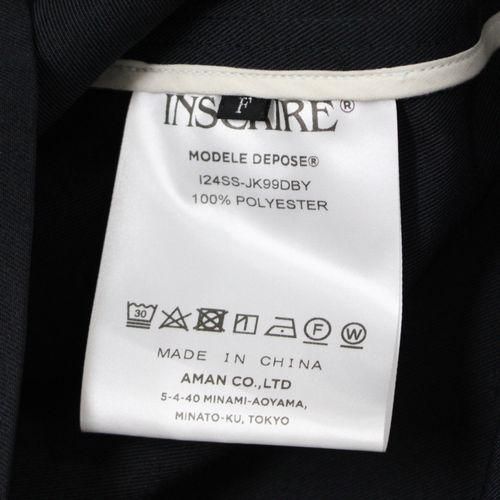 F
INSCRIRE®
MODELE DEPOSE®
I24SS-JK99DBY
100% POLYESTER
30
F
W
MADE IN CHINA
AMAN CO.,LTD
5-4-40 MINAMI-AOYAMA,
MINATO-KU, TOKYO